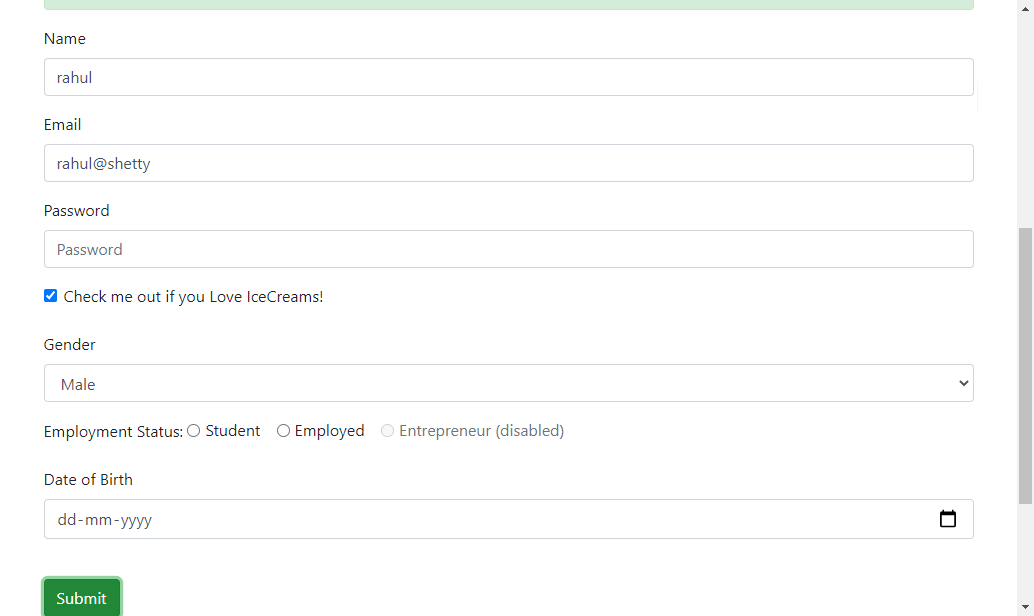 Name
rahul
Email
rahul@shetty
Password
Password
Check me out if you Love IceCreams!
Gender
Male
Employment Status: Student Employed Entrepreneur (disabled)
Date of Birth
dd-mm-yyyy
Submit